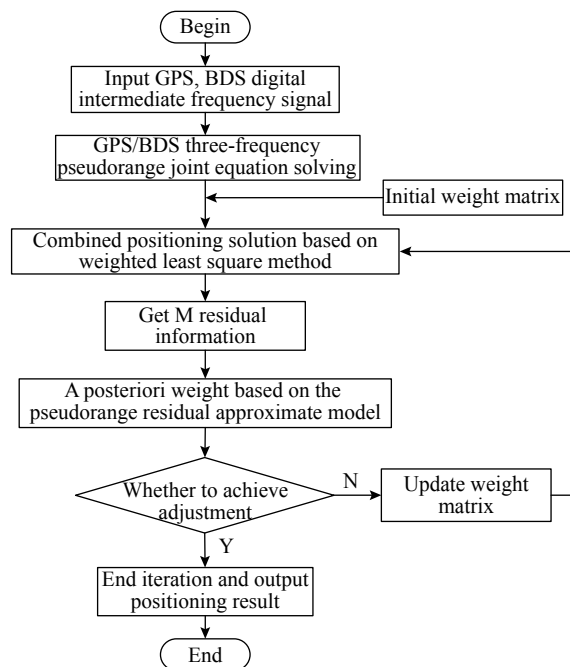 Begin
Input GPS, BDS digital
intermediate frequency signal
GPS/BDS three-frequency
pseudorange joint equation solving
Initial weight matrix
Combined positioning solution based on
weighted least square method
Get M residual
information
A posteriori weight based on the
pseudorange residual approximate model
Whether to achieve
adjustment
N
Update weight
matrix
Y
End iteration and output
positioning result
End